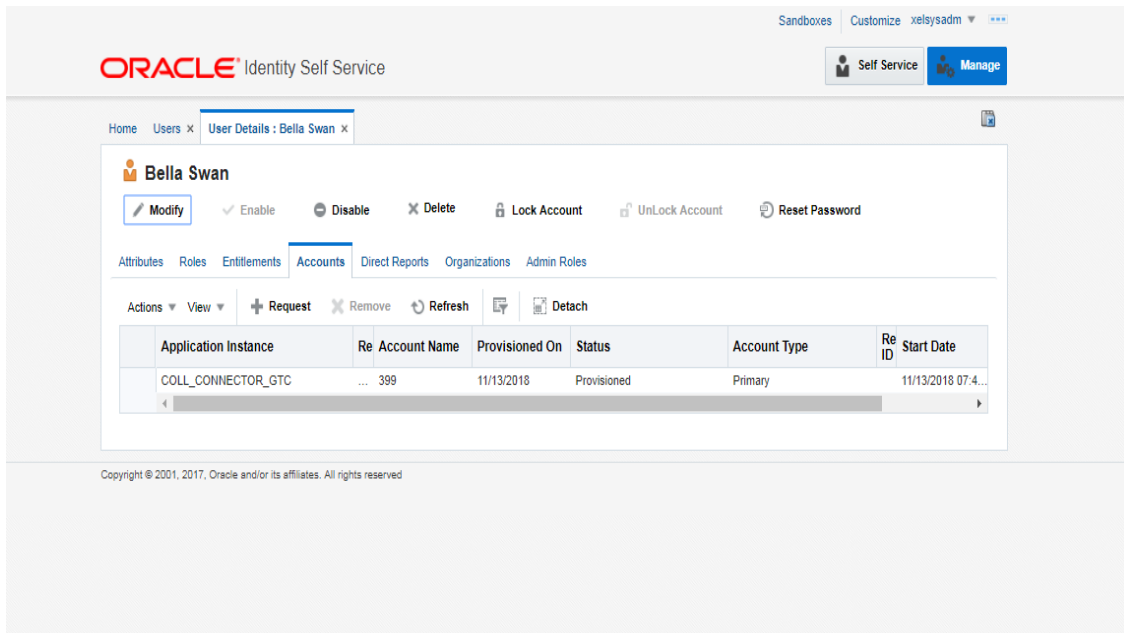 Sandboxes Customize xelsysadm
ORACLE Identity Self Service
Self Service Manage
Home Users × User Details : Bella Swan ×
Bella Swan
Modify Enable Disable Delete Lock Account UnLock Account Reset Password
Attributes Roles Entitlements Accounts Direct Reports Organizations Admin Roles
Actions View Request Remove Refresh Detach
Application Instance Re Account Name Provisioned On Status Account Type Re ID Start Date
COLL_CONNECTOR_GTC ... 399 11/13/2018 Provisioned Primary 11/13/2018 07:4...
Copyright © 2001, 2017, Oracle and/or its affiliates. All rights reserved